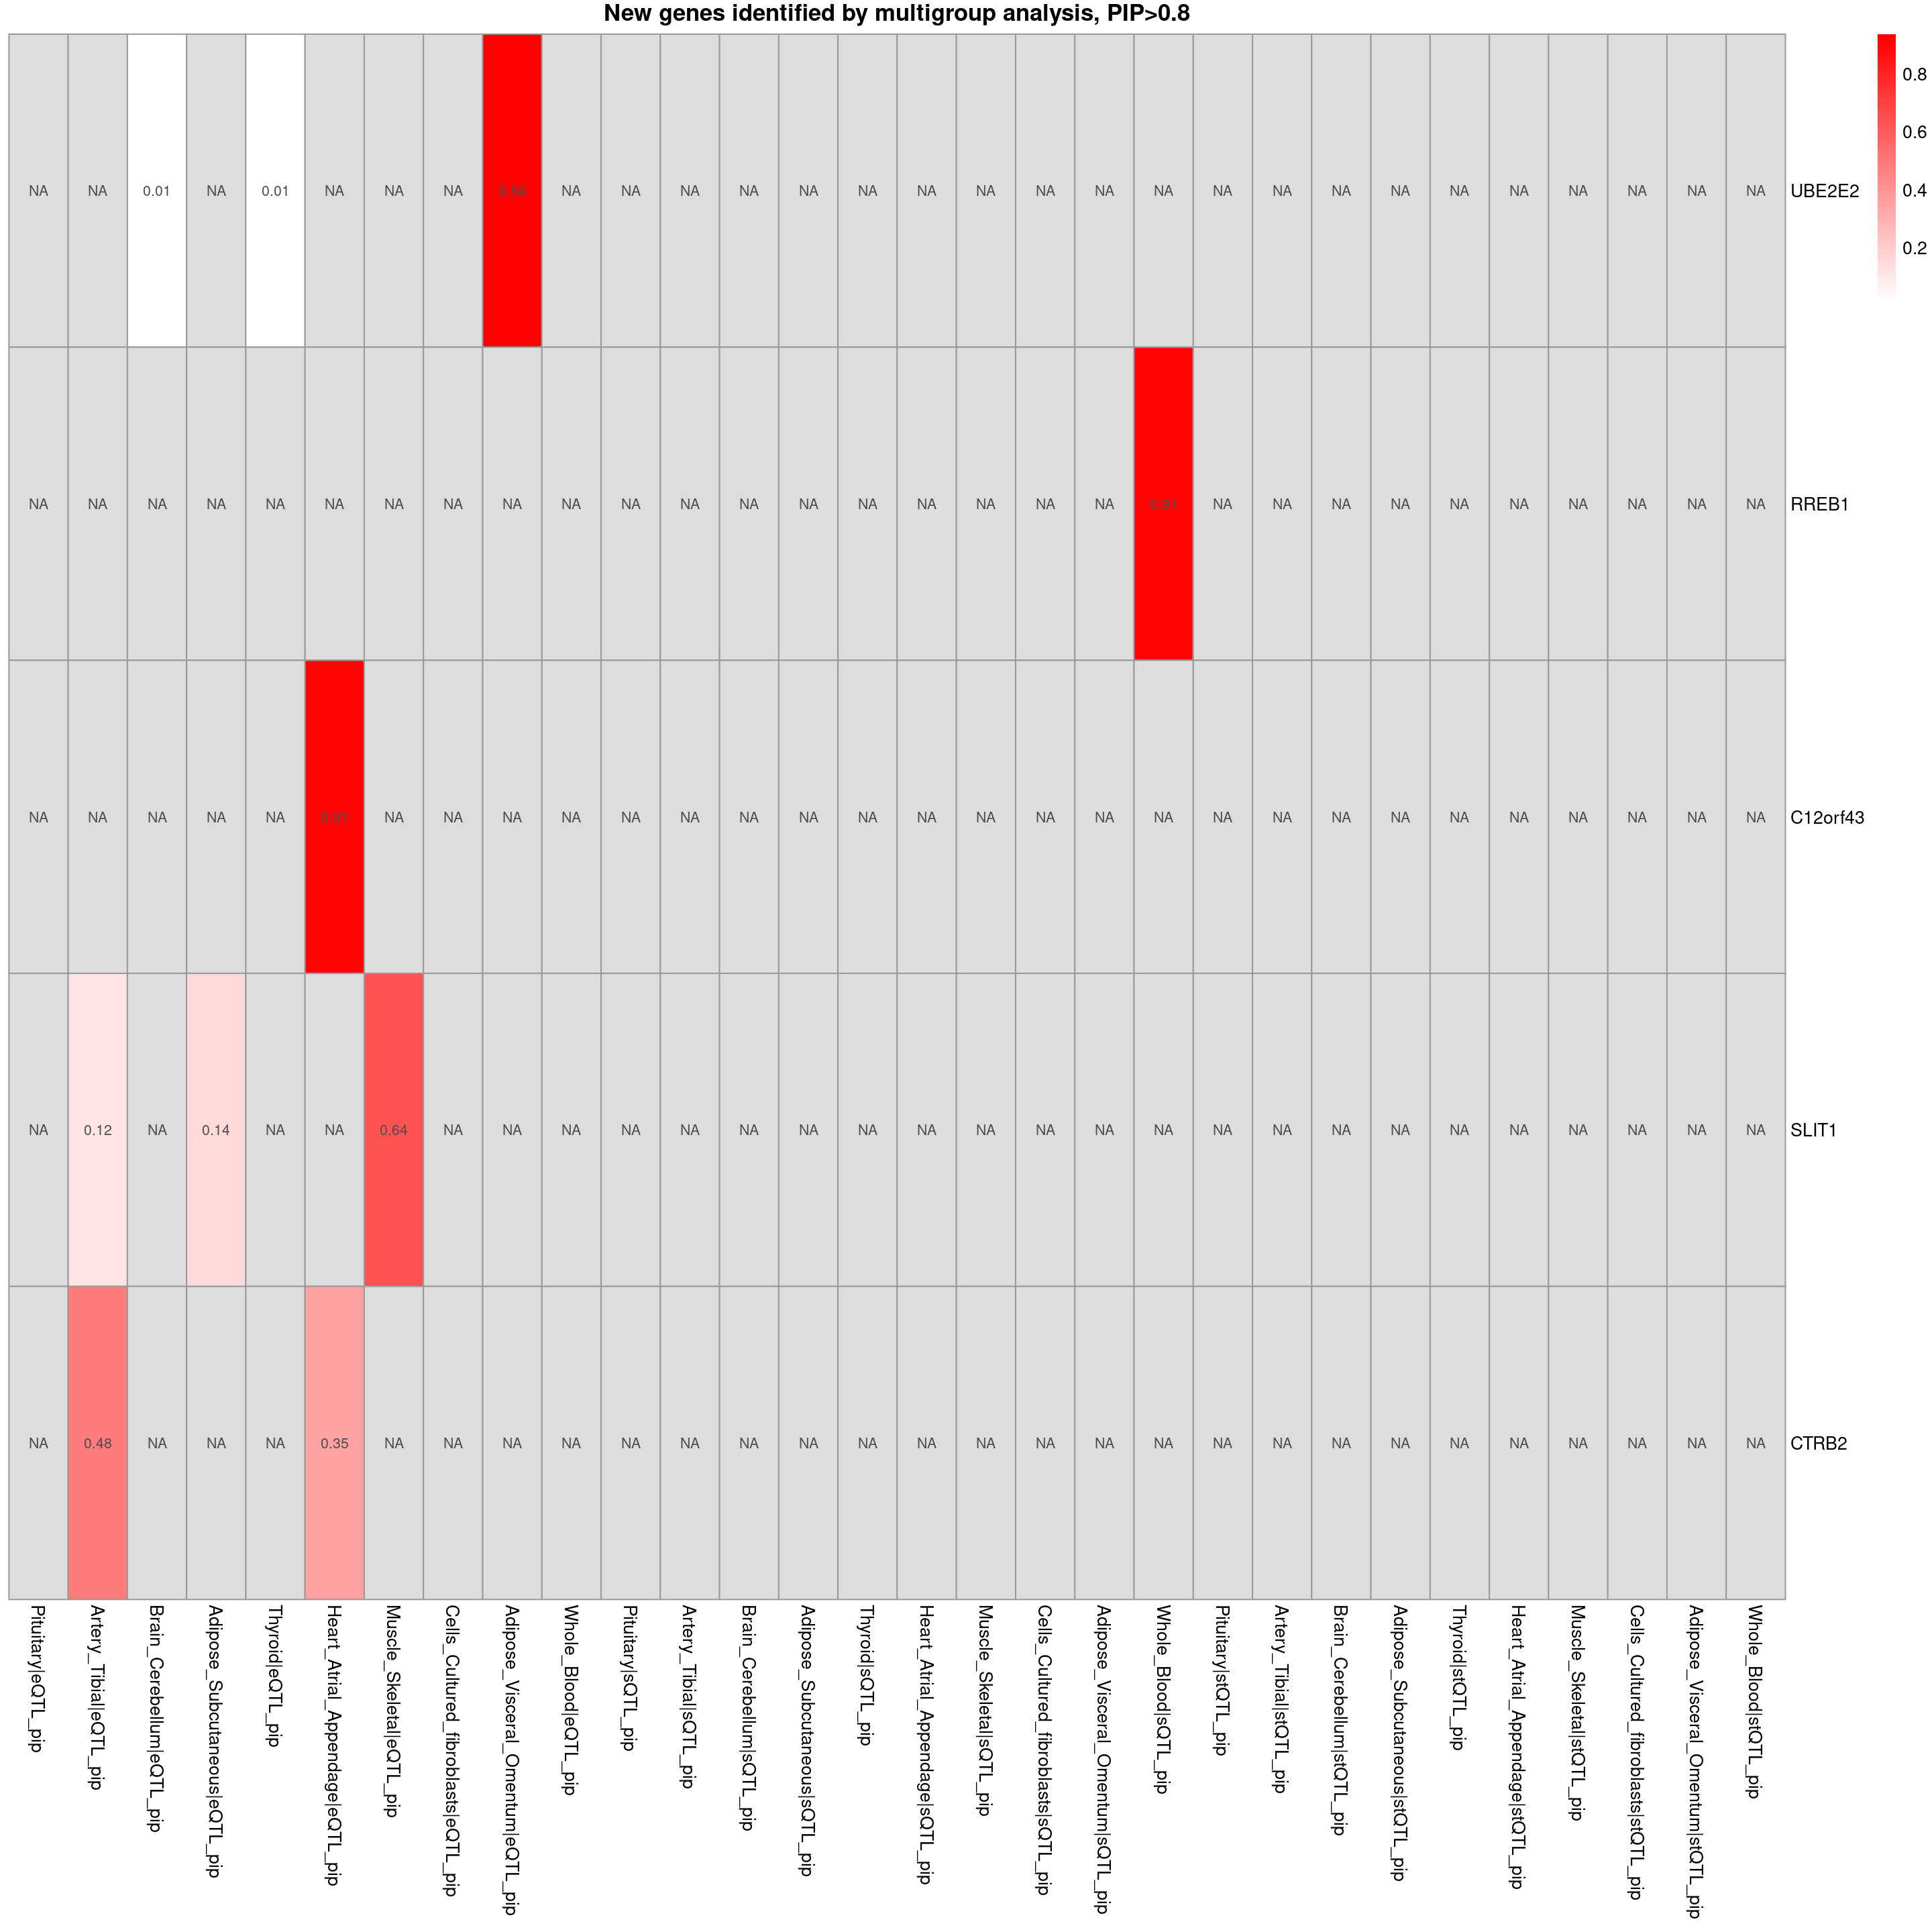 New genes identified by multigroup analysis, PIP>0.8
NA NA 0.01 NA 0.01 NA NA NA 0.94 NA NA NA NA NA NA NA NA NA NA NA NA NA NA NA NA NA NA NA NA NA UBE2E2
NA NA NA NA NA NA NA NA NA NA NA NA NA NA NA NA NA NA NA 0.91 NA NA NA NA NA NA NA NA NA NA RREB1
NA NA NA NA NA 0.91 NA NA NA NA NA NA NA NA NA NA NA NA NA NA NA NA NA NA NA NA NA NA NA NA C12orf43
NA 0.12 NA 0.14 NA NA 0.64 NA NA NA NA NA NA NA NA NA NA NA NA NA NA NA NA NA NA NA NA NA NA NA SLIT1
NA 0.48 NA NA NA 0.35 NA NA NA NA NA NA NA NA NA NA NA NA NA NA NA NA NA NA NA NA NA NA NA NA CTRB2
Pituitary|eQTL_pip
Artery_Tibial|eQTL_pip
Brain_Cerebellum|eQTL_pip
Adipose_Subcutaneous|eQTL_pip
Thyroid|eQTL_pip
Heart_Atrial_Appendage|eQTL_pip
Muscle_Skeletal|eQTL_pip
Cells_Cultured_fibroblasts|eQTL_pip
Adipose_Visceral_Omentum|eQTL_pip
Whole_Blood|eQTL_pip
Pituitary|sQTL_pip
Artery_Tibial|sQTL_pip
Brain_Cerebellum|sQTL_pip
Adipose_Subcutaneous|sQTL_pip
Thyroid|sQTL_pip
Heart_Atrial_Appendage|sQTL_pip
Muscle_Skeletal|sQTL_pip
Cells_Cultured_fibroblasts|sQTL_pip
Adipose_Visceral_Omentum|sQTL_pip
Whole_Blood|sQTL_pip
Pituitary|stQTL_pip
Artery_Tibial|stQTL_pip
Brain_Cerebellum|stQTL_pip
Adipose_Subcutaneous|stQTL_pip
Thyroid|stQTL_pip
Heart_Atrial_Appendage|stQTL_pip
Muscle_Skeletal|stQTL_pip
Cells_Cultured_fibroblasts|stQTL_pip
Adipose_Visceral_Omentum|stQTL_pip
Whole_Blood|stQTL_pip
0.8
0.6
0.4
0.2